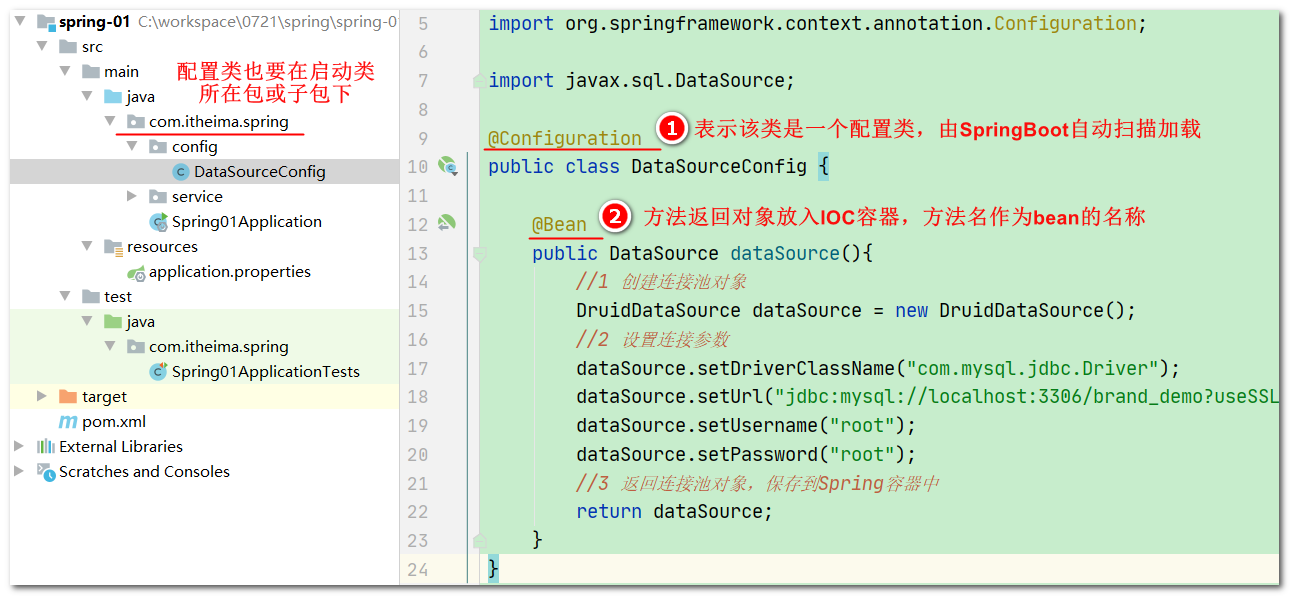 spring-01 C:\workspace\0721\spring\spring-01
src
main
java
配置类也要在启动类
所在包或子包下
com.itheima.spring
config
DataSourceConfig
service
Spring01Application
resources
application.properties
test
java
com.itheima.spring
Spring01ApplicationTests
target
pom.xml
External Libraries
Scratches and Consoles
5 import org.springframework.context.annotation.Configuration;
6
7 import javax.sql.DataSource;
8
9 @Configuration 1 表示该类是一个配置类，由SpringBoot自动扫描加载
10 public class DataSourceConfig {
11
12 @Bean 2 方法返回对象放入IOC容器，方法名作为bean的名称
13 public DataSource dataSource(){
14 //1 创建连接池对象
15 DruidDataSource dataSource = new DruidDataSource();
16 //2 设置连接参数
17 dataSource.setDriverClassName("com.mysql.jdbc.Driver");
18 dataSource.setUrl("jdbc:mysql://localhost:3306/brand_demo?useSSL
19 dataSource.setUsername("root");
20 dataSource.setPassword("root");
21 //3 返回连接池对象，保存到Spring容器中
22 return dataSource;
23 }
24 }